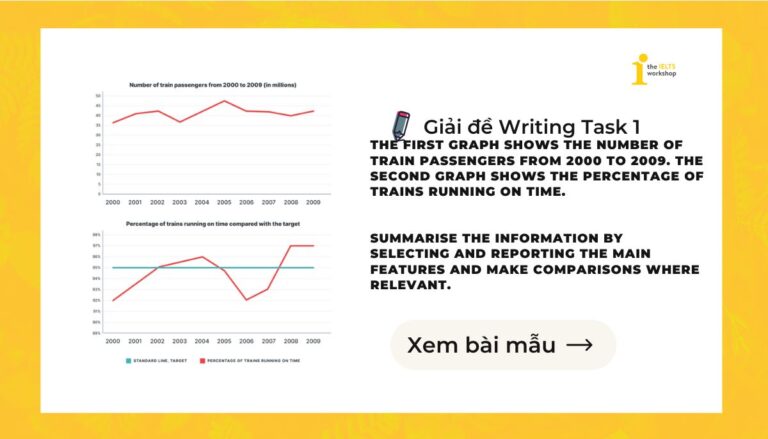 the IELTS
workshop
Number of train passengers from 2000 to 2009 (in millions)
50
45
40
35
30
25
20
15
10
5
0
2000 2001 2002 2003 2004 2005 2006 2007 2008 2009
Percentage of trains running on time compared with the target
98%
97%
96%
95%
94%
93%
92%
91%
90%
89%
2000 2001 2002 2003 2004 2005 2006 2007 2008 2009
STANDARD LINE, TARGET PERCENTAGE OF TRAINS RUNNING ON TIME
Giải đề Writing Task 1
THE FIRST GRAPH SHOWS THE NUMBER OF
TRAIN PASSENGERS FROM 2000 TO 2009. THE
SECOND GRAPH SHOWS THE PERCENTAGE OF
TRAINS RUNNING ON TIME.
SUMMARISE THE INFORMATION BY
SELECTING AND REPORTING THE MAIN
FEATURES AND MAKE COMPARISONS WHERE
RELEVANT.
Xem bài mẫu